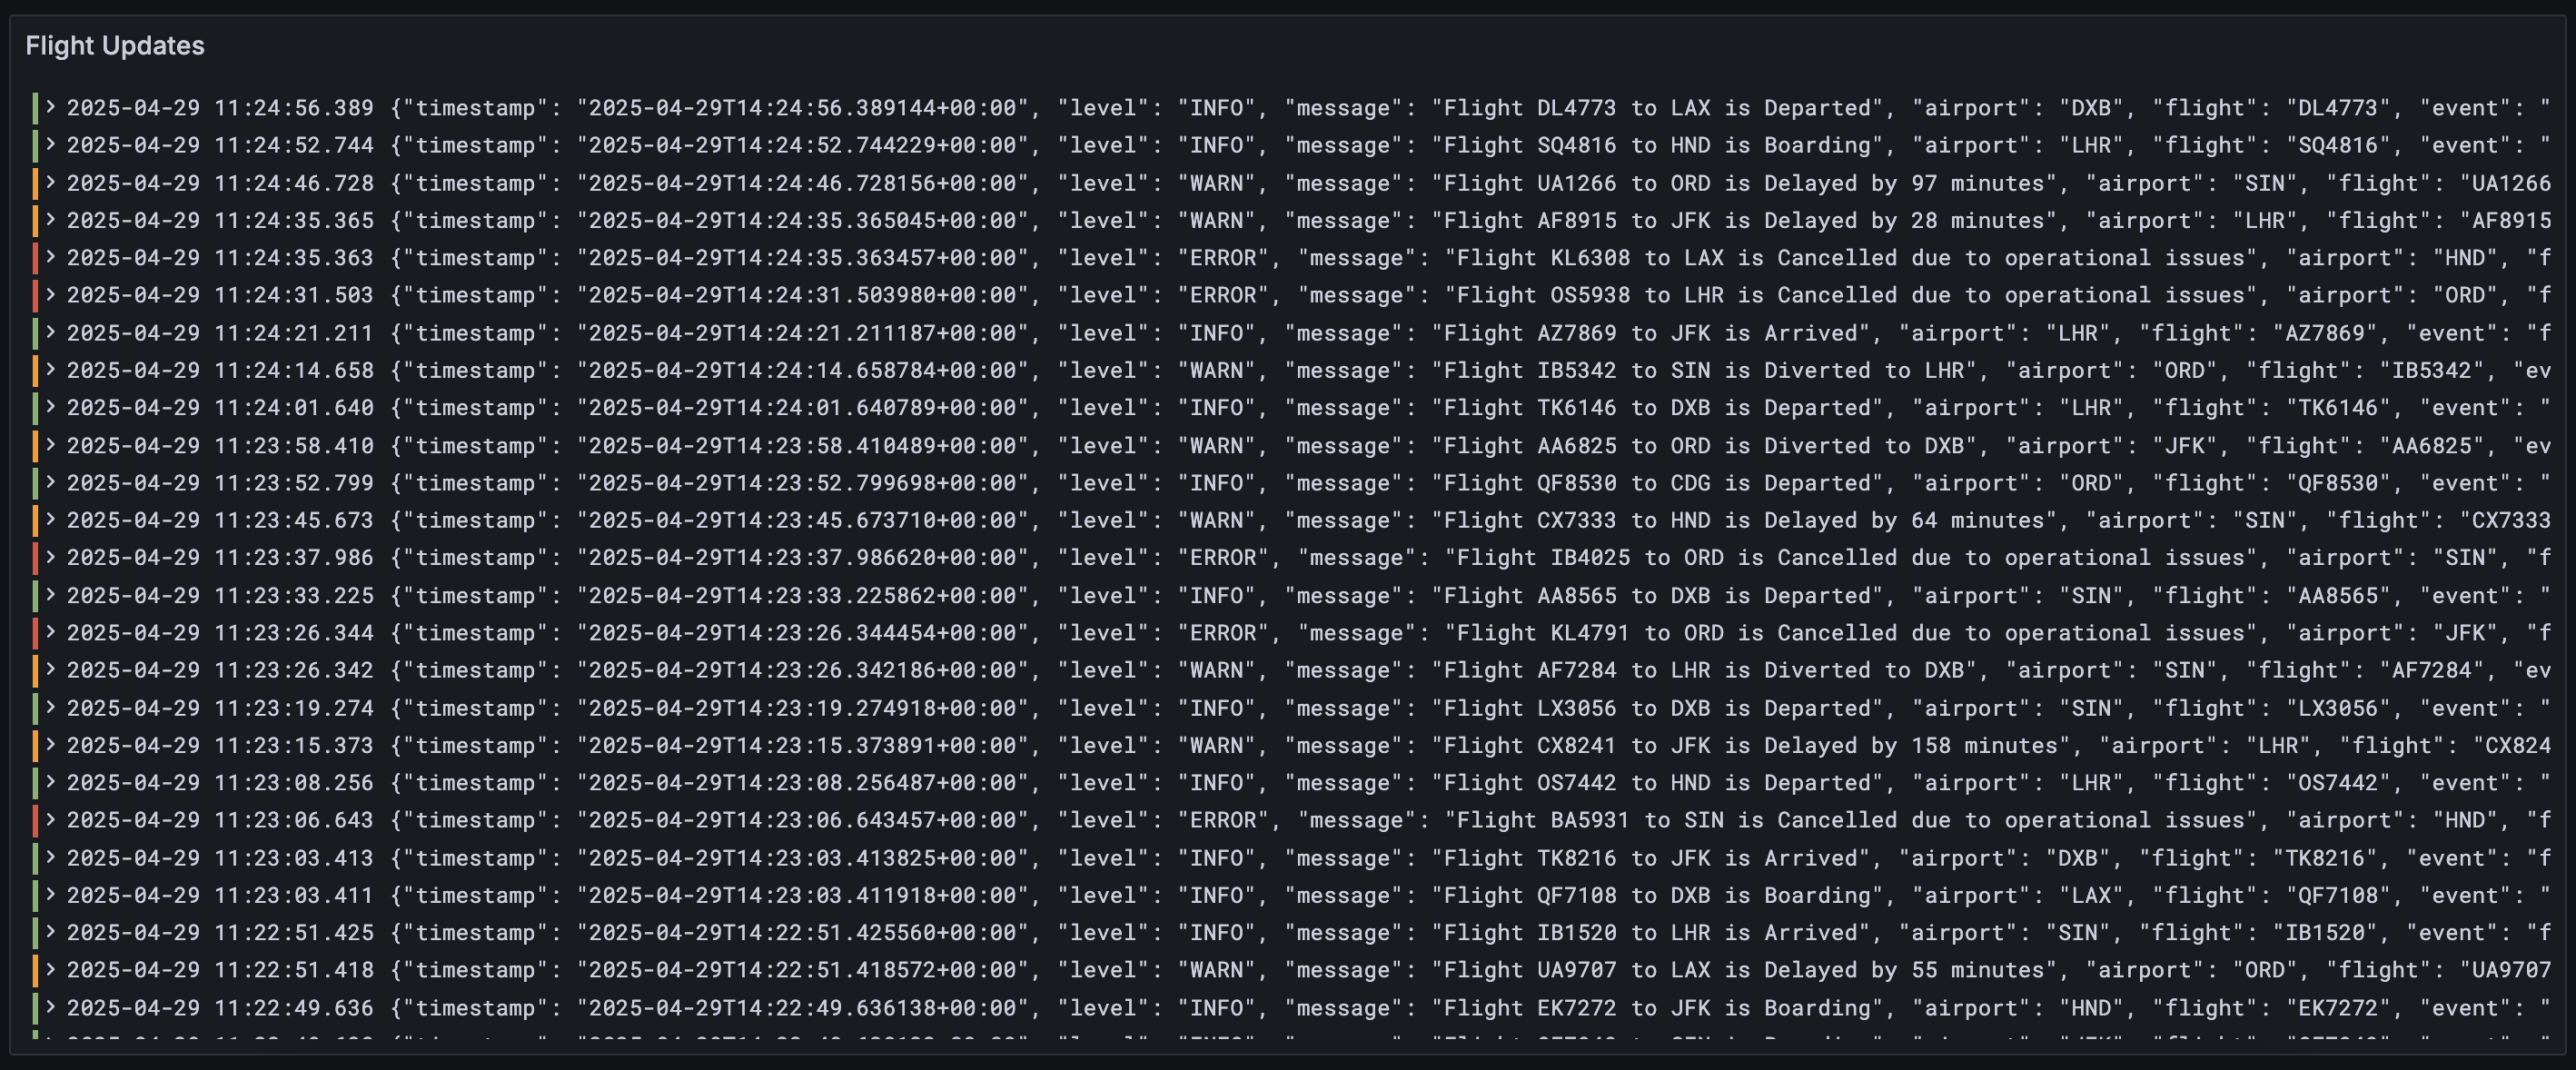 Flight Updates
2025-04-29 11:24:56.389 {"timestamp": "2025-04-29T14:24:56.389144+00:00", "level": "INFO", "message": "Flight DL4773 to LAX is Departed", "airport": "DXB", "flight": "DL4773", "event": "
2025-04-29 11:24:52.744 {"timestamp": "2025-04-29T14:24:52.744229+00:00", "level": "INFO", "message": "Flight SQ4816 to HND is Boarding", "airport": "LHR", "flight": "SQ4816", "event": "
2025-04-29 11:24:46.728 {"timestamp": "2025-04-29T14:24:46.728156+00:00", "level": "WARN", "message": "Flight UA1266 to ORD is Delayed by 97 minutes", "airport": "SIN", "flight": "UA1266
2025-04-29 11:24:35.365 {"timestamp": "2025-04-29T14:24:35.365045+00:00", "level": "WARN", "message": "Flight AF8915 to JFK is Delayed by 28 minutes", "airport": "LHR", "flight": "AF8915
2025-04-29 11:24:35.363 {"timestamp": "2025-04-29T14:24:35.363457+00:00", "level": "ERROR", "message": "Flight KL6308 to LAX is Cancelled due to operational issues", "airport": "HND", "f
2025-04-29 11:24:31.503 {"timestamp": "2025-04-29T14:24:31.503980+00:00", "level": "ERROR", "message": "Flight OS5938 to LHR is Cancelled due to operational issues", "airport": "ORD", "f
2025-04-29 11:24:21.211 {"timestamp": "2025-04-29T14:24:21.211187+00:00", "level": "INFO", "message": "Flight AZ7869 to JFK is Arrived", "airport": "LHR", "flight": "AZ7869", "event": "f
2025-04-29 11:24:14.658 {"timestamp": "2025-04-29T14:24:14.658784+00:00", "level": "WARN", "message": "Flight IB5342 to SIN is Diverted to LHR", "airport": "ORD", "flight": "IB5342", "ev
2025-04-29 11:24:01.640 {"timestamp": "2025-04-29T14:24:01.640789+00:00", "level": "INFO", "message": "Flight TK6146 to DXB is Departed", "airport": "LHR", "flight": "TK6146", "event": "
2025-04-29 11:23:58.410 {"timestamp": "2025-04-29T14:23:58.410489+00:00", "level": "WARN", "message": "Flight AA6825 to ORD is Diverted to DXB", "airport": "JFK", "flight": "AA6825", "ev
2025-04-29 11:23:52.799 {"timestamp": "2025-04-29T14:23:52.799698+00:00", "level": "INFO", "message": "Flight QF8530 to CDG is Departed", "airport": "ORD", "flight": "QF8530", "event": "
2025-04-29 11:23:45.673 {"timestamp": "2025-04-29T14:23:45.673710+00:00", "level": "WARN", "message": "Flight CX7333 to HND is Delayed by 64 minutes", "airport": "SIN", "flight": "CX7333
2025-04-29 11:23:37.986 {"timestamp": "2025-04-29T14:23:37.986620+00:00", "level": "ERROR", "message": "Flight IB4025 to ORD is Cancelled due to operational issues", "airport": "SIN", "f
2025-04-29 11:23:33.225 {"timestamp": "2025-04-29T14:23:33.225862+00:00", "level": "INFO", "message": "Flight AA8565 to DXB is Departed", "airport": "SIN", "flight": "AA8565", "event": "
2025-04-29 11:23:26.344 {"timestamp": "2025-04-29T14:23:26.344454+00:00", "level": "ERROR", "message": "Flight KL4791 to ORD is Cancelled due to operational issues", "airport": "JFK", "f
2025-04-29 11:23:26.342 {"timestamp": "2025-04-29T14:23:26.342186+00:00", "level": "WARN", "message": "Flight AF7284 to LHR is Diverted to DXB", "airport": "SIN", "flight": "AF7284", "ev
2025-04-29 11:23:19.274 {"timestamp": "2025-04-29T14:23:19.274918+00:00", "level": "INFO", "message": "Flight LX3056 to DXB is Departed", "airport": "SIN", "flight": "LX3056", "event": "
2025-04-29 11:23:15.373 {"timestamp": "2025-04-29T14:23:15.373891+00:00", "level": "WARN", "message": "Flight CX8241 to JFK is Delayed by 158 minutes", "airport": "LHR", "flight": "CX824
2025-04-29 11:23:08.256 {"timestamp": "2025-04-29T14:23:08.256487+00:00", "level": "INFO", "message": "Flight OS7442 to HND is Departed", "airport": "LHR", "flight": "OS7442", "event": "
2025-04-29 11:23:06.643 {"timestamp": "2025-04-29T14:23:06.643457+00:00", "level": "ERROR", "message": "Flight BA5931 to SIN is Cancelled due to operational issues", "airport": "HND", "f
2025-04-29 11:23:03.413 {"timestamp": "2025-04-29T14:23:03.413825+00:00", "level": "INFO", "message": "Flight TK8216 to JFK is Arrived", "airport": "DXB", "flight": "TK8216", "event": "f
2025-04-29 11:23:03.411 {"timestamp": "2025-04-29T14:23:03.411918+00:00", "level": "INFO", "message": "Flight QF7108 to DXB is Boarding", "airport": "LAX", "flight": "QF7108", "event": "
2025-04-29 11:22:51.425 {"timestamp": "2025-04-29T14:22:51.425560+00:00", "level": "INFO", "message": "Flight IB1520 to LHR is Arrived", "airport": "SIN", "flight": "IB1520", "event": "f
2025-04-29 11:22:51.418 {"timestamp": "2025-04-29T14:22:51.418572+00:00", "level": "WARN", "message": "Flight UA9707 to LAX is Delayed by 55 minutes", "airport": "ORD", "flight": "UA9707
2025-04-29 11:22:49.636 {"timestamp": "2025-04-29T14:22:49.636138+00:00", "level": "INFO", "message": "Flight EK7272 to JFK is Boarding", "airport": "HND", "flight": "EK7272", "event": "